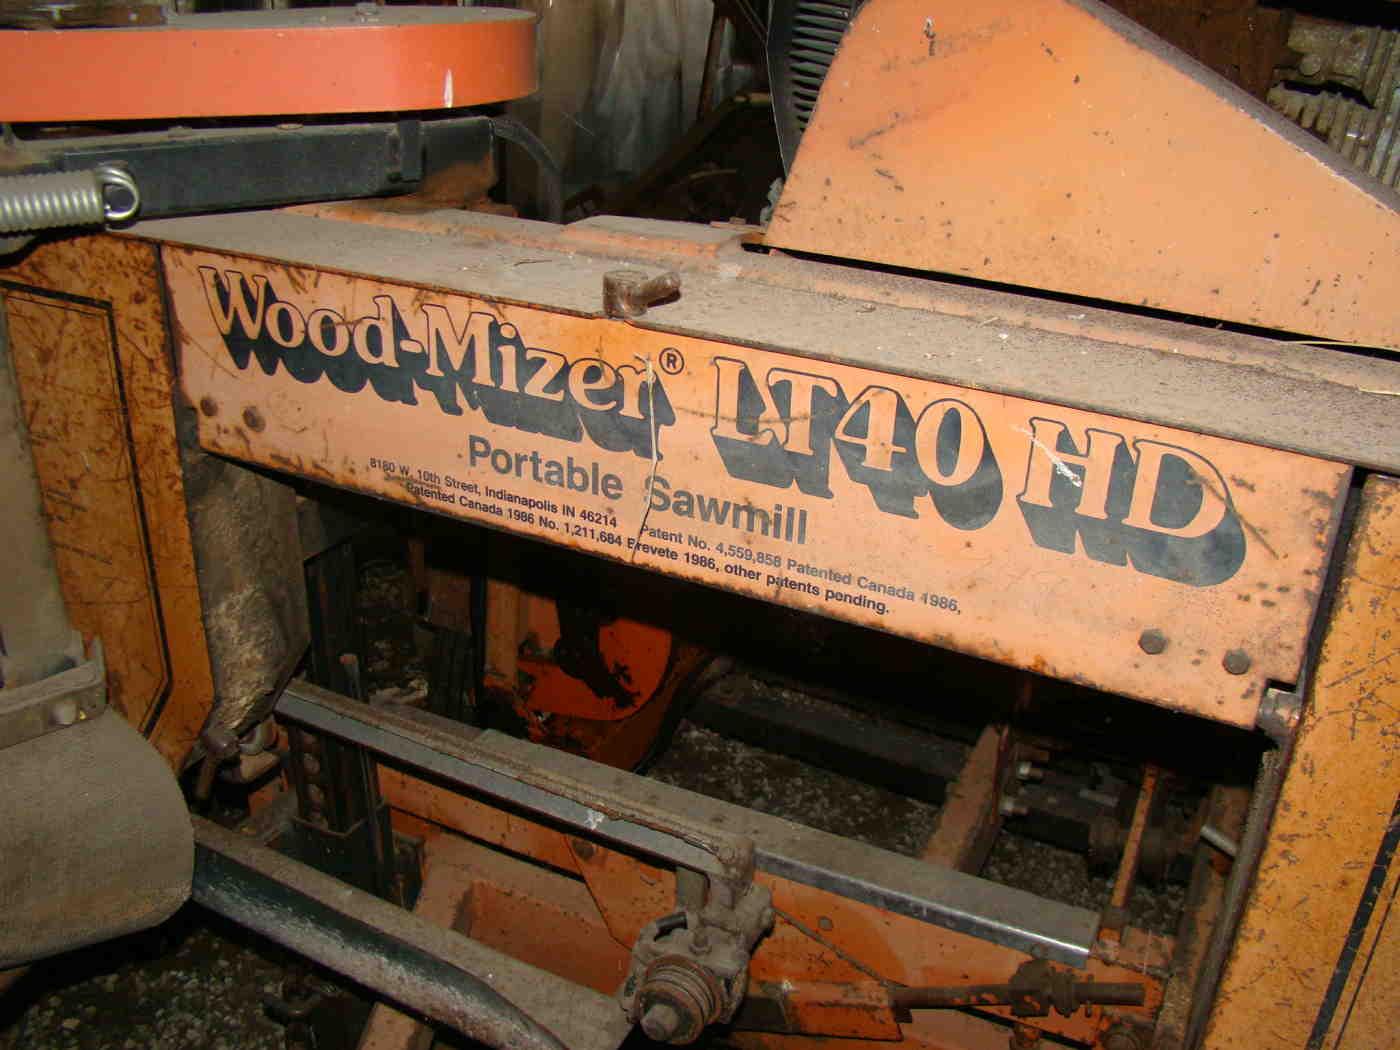 Wood-Mizer® LT40 HD
Portable Sawmill
8180 W. 10th Street, Indianapolis IN 46214 Patent No. 4,559,858 Patented Canada 1986,
Patented Canada 1986 No. 1,211,684 Brevete 1986, other patents pending.